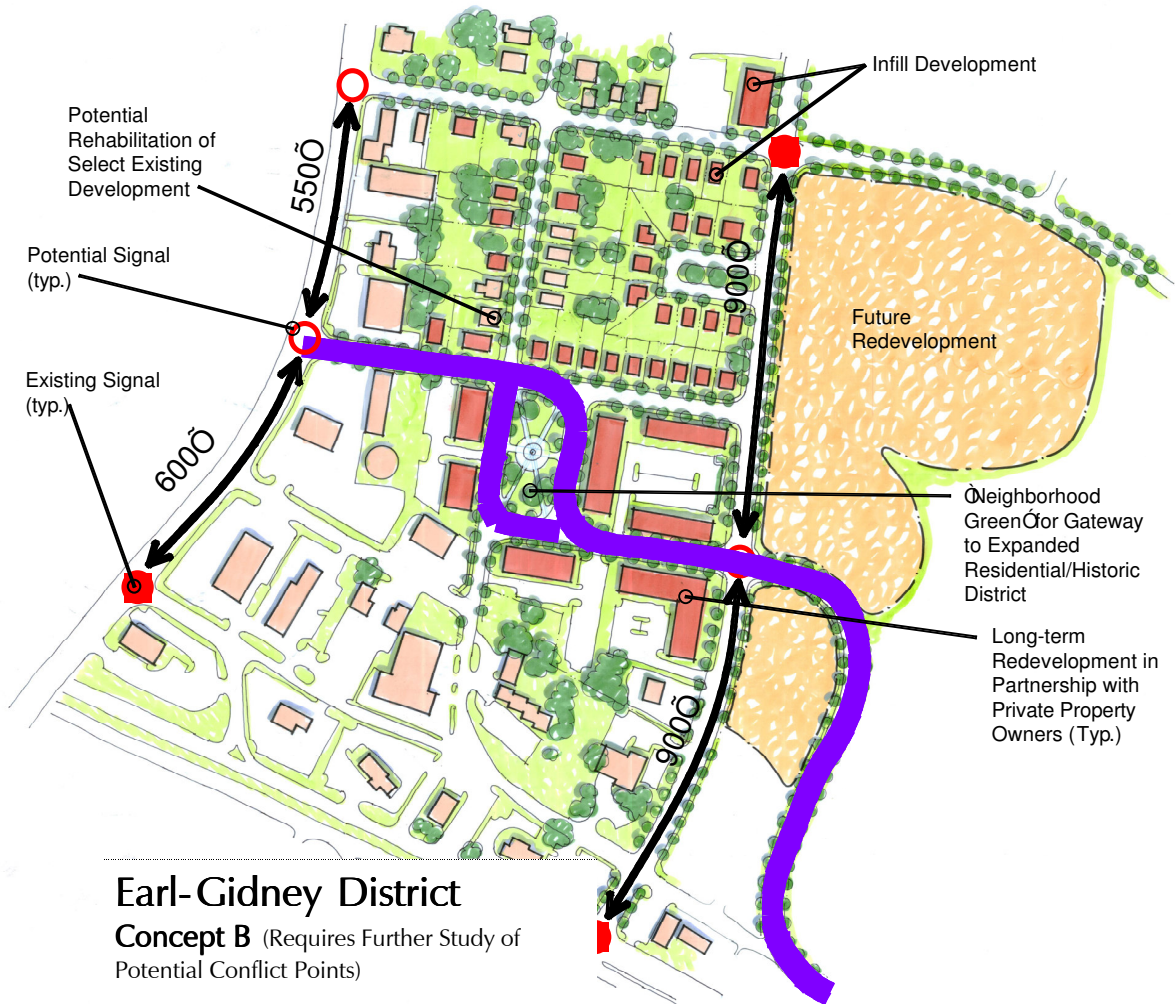 Infill Development
Potential
Rehabilitation of
Select Existing
Development
5500Õ
Potential Signal
(typ.)
900Õ
Future
Redevelopment
Existing Signal
(typ.)
600Õ
ÒNeighborhood
GreenÓ for Gateway
to Expanded
Residential/Historic
District
Long-term
Redevelopment in
Partnership with
Private Property
Owners (Typ.)
900Õ
Earl-Gidney District
Concept B (Requires Further Study of
Potential Conflict Points)